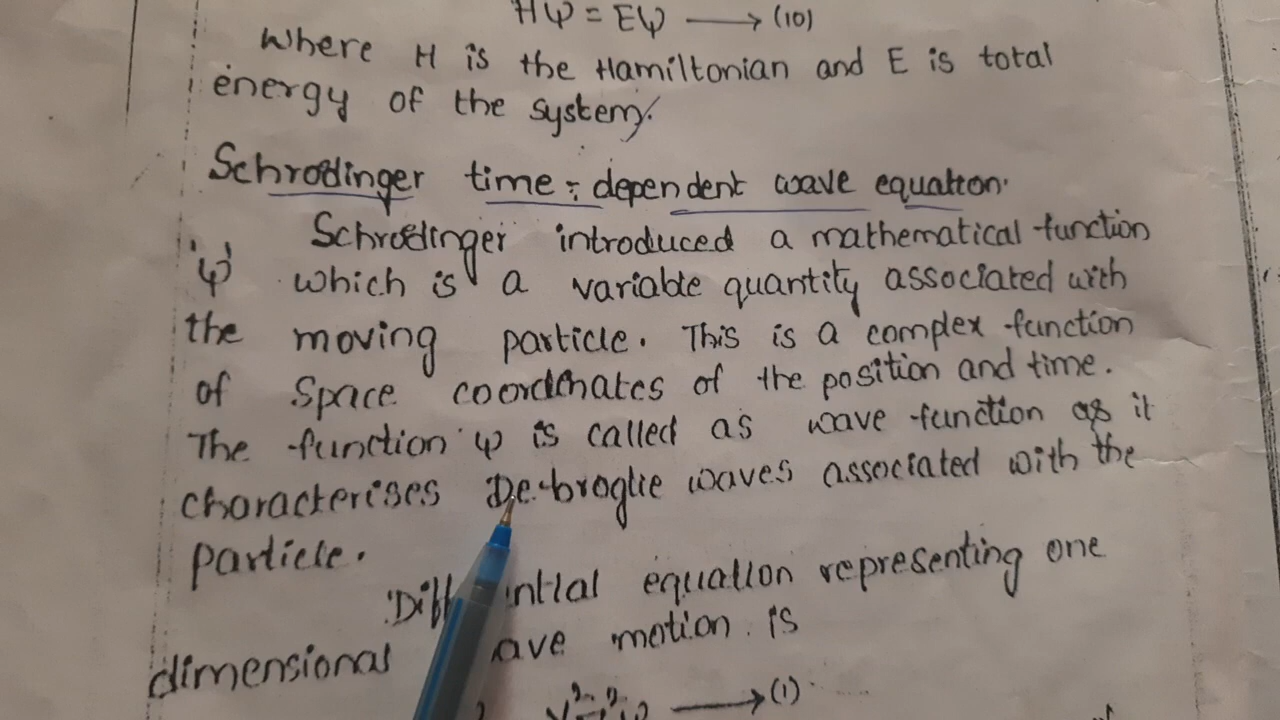 Hψ = Eψ ⟶ (10)
Where H is the Hamiltonian and E is total
energy of the system.
Schrodinger time-dependent wave equation.
Schrodinger introduced a mathematical function
'ψ' which is a variable quantity associated with
the moving particle. This is a complex function
of space coordinates of the position and time.
The function ψ is called as wave function as it
characterises De-broglie waves associated with the
particle.
equation representing one
dimensional motion is
⟶ (1)